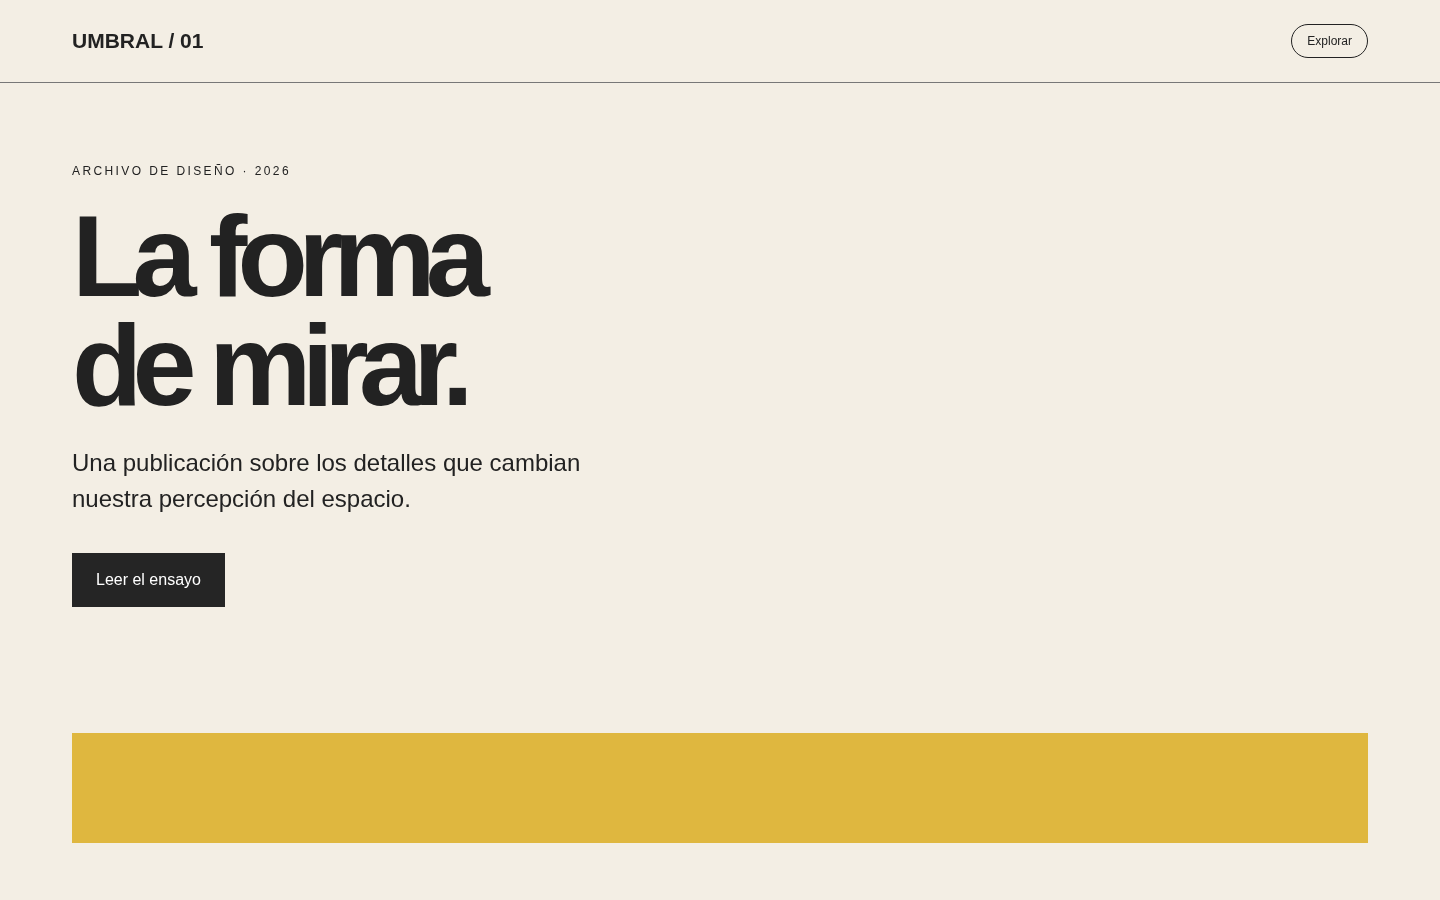 UMBRAL / 01
Explorar
ARCHIVO DE DISEÑO · 2026
La forma
de mirar.
Una publicación sobre los detalles que cambian
nuestra percepción del espacio.
Leer el ensayo